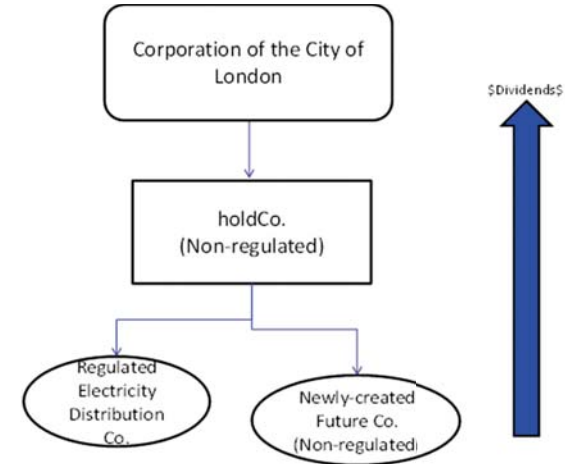 Corporation of the City of
London
$Dividends$
holdCo.
(Non-regulated)
Regulated
Electricity
Distribution
Co.
Newly-created
Future Co.
(Non-regulated)